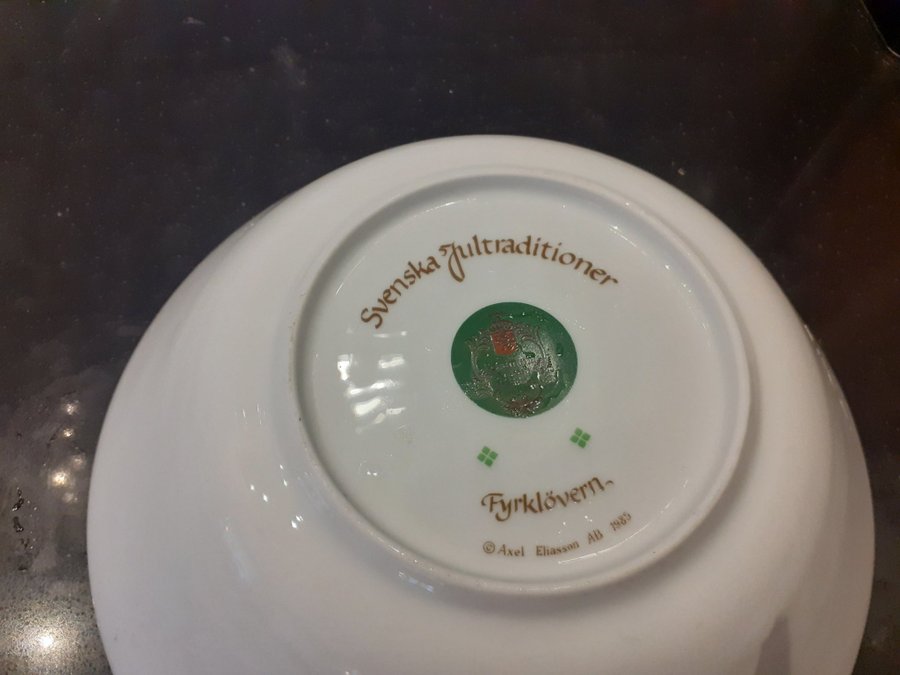 Svenska Jultraditioner
Fyrklövern
©Axel Eliasson AB 1985